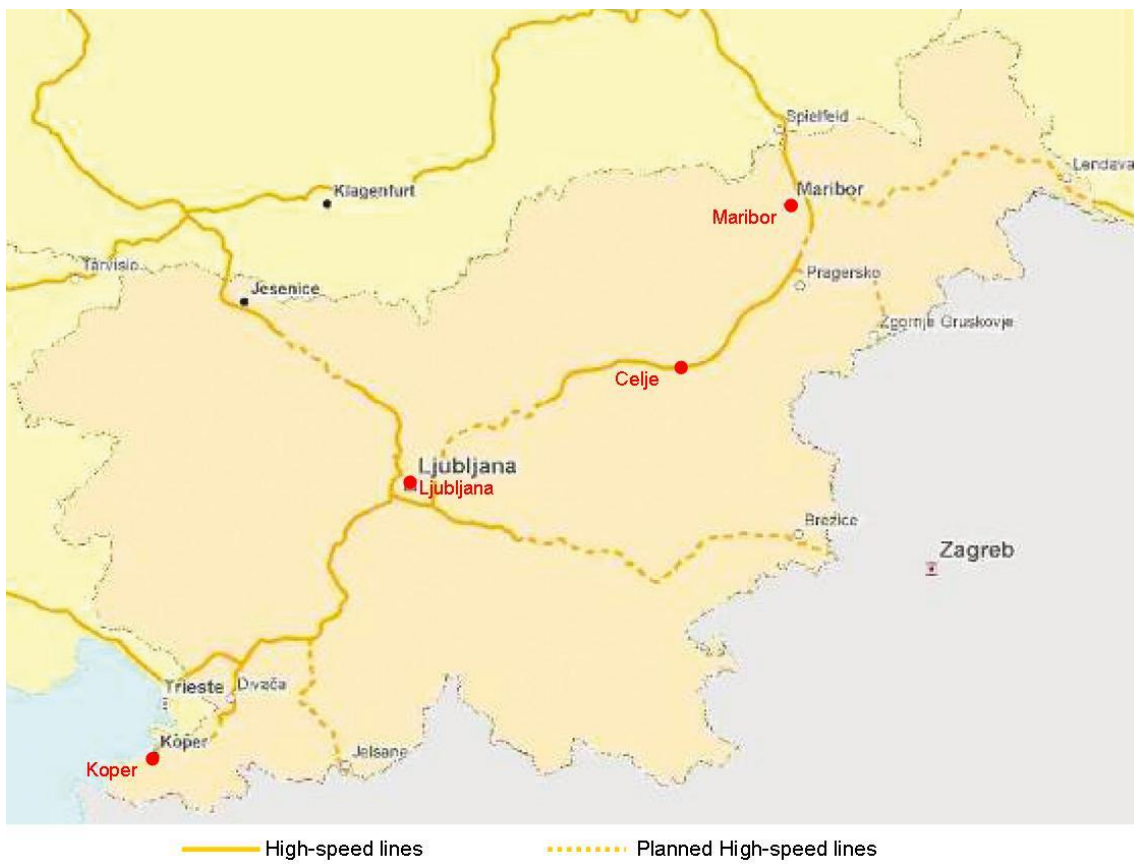 Spielfeld
Lendava
Klagenfurt
Maribor
Maribor
Tarvisio
Pragersko
Jesenice
Zgornje Gruskovje
Celje
Ljubljana
Ljubljana
Brežice
Zagreb
Trieste
Divača
Koper
Jelsane
Koper
High-speed lines
Planned High-speed lines